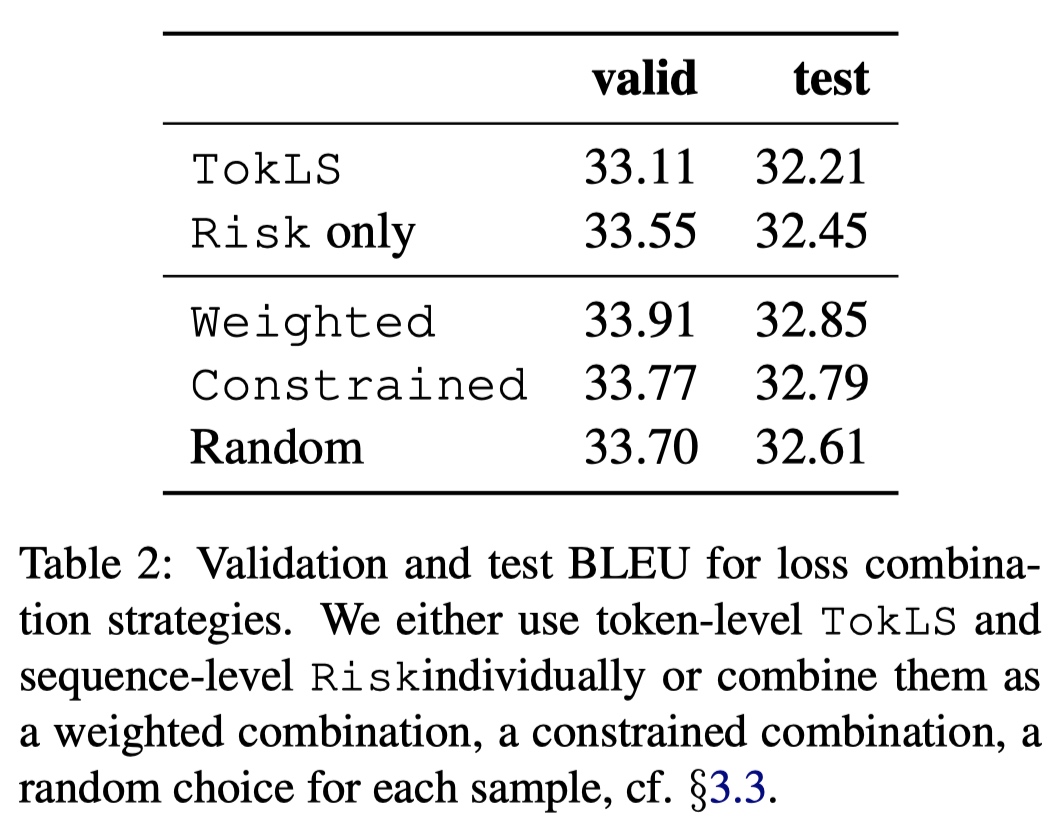 valid test
TokLS 33.11 32.21
Risk only 33.55 32.45
Weighted 33.91 32.85
Constrained 33.77 32.79
Random 33.70 32.61
Table 2: Validation and test BLEU for loss combina-
tion strategies. We either use token-level TokLS and
sequence-level Riskindividually or combine them as
a weighted combination, a constrained combination, a
random choice for each sample, cf. §3.3.